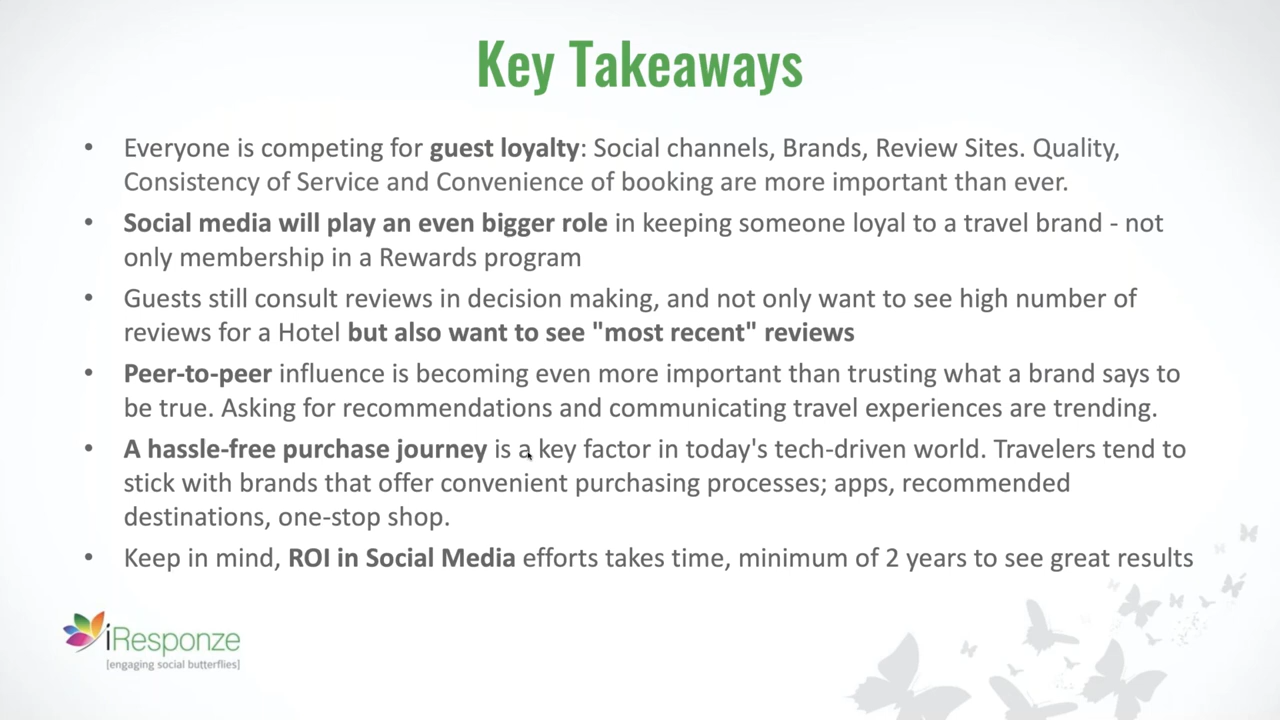 Key Takeaways
• Everyone is competing for guest loyalty: Social channels, Brands, Review Sites. Quality,
Consistency of Service and Convenience of booking are more important than ever.
• Social media will play an even bigger role in keeping someone loyal to a travel brand - not
only membership in a Rewards program
• Guests still consult reviews in decision making, and not only want to see high number of
reviews for a Hotel but also want to see "most recent" reviews
• Peer-to-peer influence is becoming even more important than trusting what a brand says to
be true. Asking for recommendations and communicating travel experiences are trending.
• A hassle-free purchase journey is a key factor in today's tech-driven world. Travelers tend to
stick with brands that offer convenient purchasing processes; apps, recommended
destinations, one-stop shop.
• Keep in mind, ROI in Social Media efforts takes time, minimum of 2 years to see great results
iResponze
[engaging social butterflies]